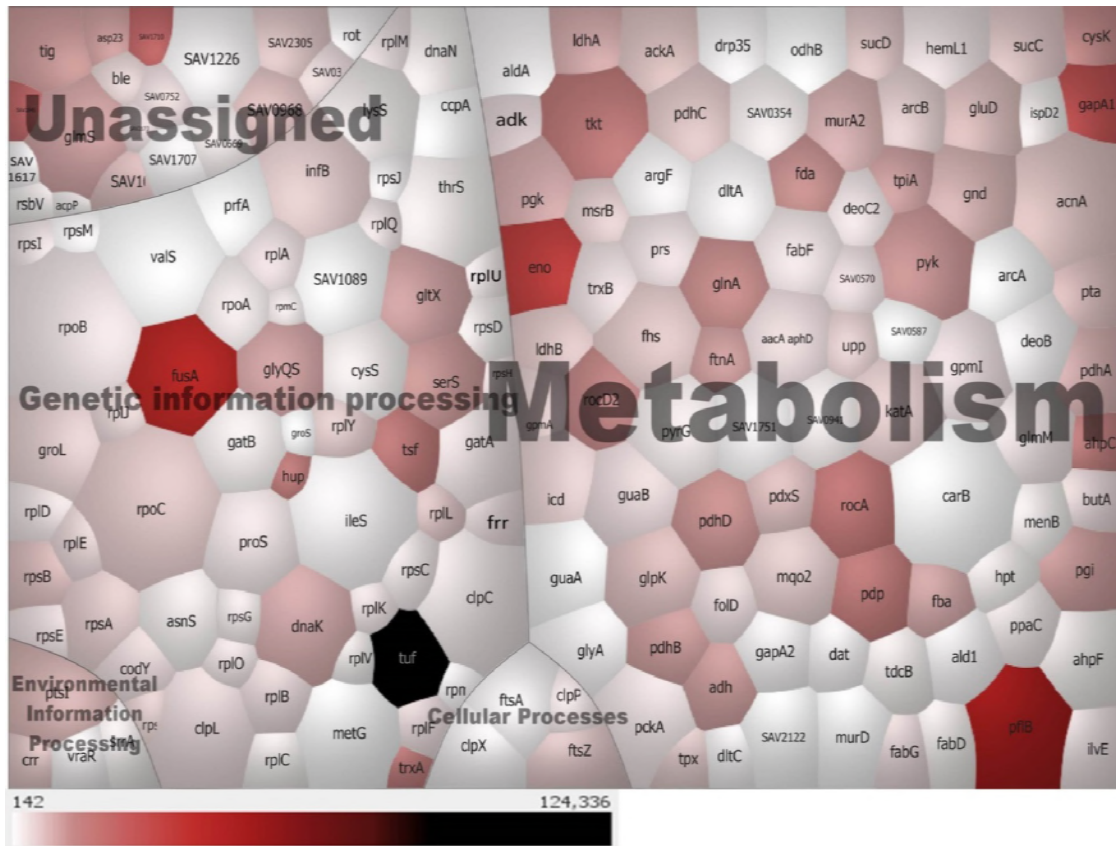 tig asp23 SAV1226 SAV2305 rot rplM dnaN aldA ldhA ackA drp35 odhB sucD hemL1 sucC cysK
ble SAV0752 SAV03 lysS ccpA adk tkt pdhC SAV0354 murA2 arcB gluD ispD2 gapA1
Unassigned
glmS SAV0968 SAV0669
SAV1617 SAV1707 infB rpsJ thrS argF dltA fda tpiA gnd acnA
rsbV acpP prfA rplQ pgk msrB deoC2
rpsI rpsM valS rplA SAV1089 rplU eno prs fabF pyk arcA
rpoB rpoA rpmC gltX rpsD trxB glnA SAV0570 pta
fusA glyQS cysS serS rpsH ldhB fhs ftnA aacA aphD upp SAV0587 gpmI deoB pdhA
Genetic information processing
Metabolism
rplJ gpmA rocD2 katA
groL gatB groS rplY tsf gatA pyrG SAV1751 SAV0941 glmM ahpC
hup
rpoC ileS rplL frr icd guaB pdhD pdxS rocA carB butA
rplD rplE proS menB
rpsB rpsC clpC guaA glpK mqo2 pdp fba hpt pgi
rpsE rpsA asnS rpsG dnaK rplK folD ppaC
codY rplO rplV tuf glyA pdhB gapA2 dat tdcB ald1 ahpF
Environmental
Information
Processing
ptsI rplB rpn ftsA clpP adh
Cellular Processes
clpL metG rplF pckA SAV2122 murD pflB
crr vraR rplC trxA clpX ftsZ tpx dltC fabG fabD ilvE
142 124,336